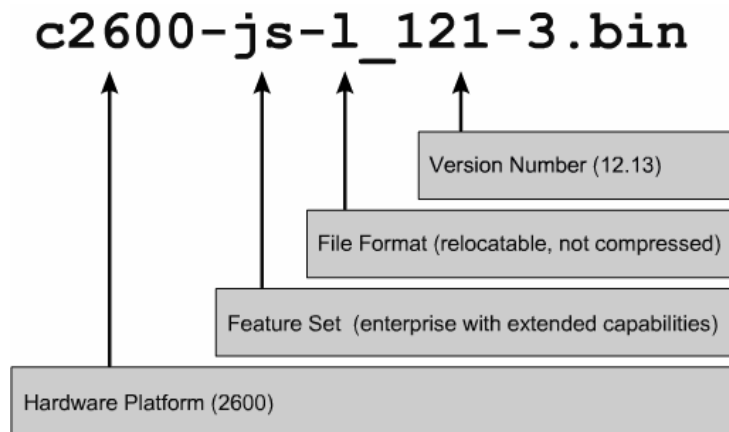 c2600-js-l_121-3.bin
Version Number (12.13)
File Format (relocatable, not compressed)
Feature Set (enterprise with extended capabilities)
Hardware Platform (2600)